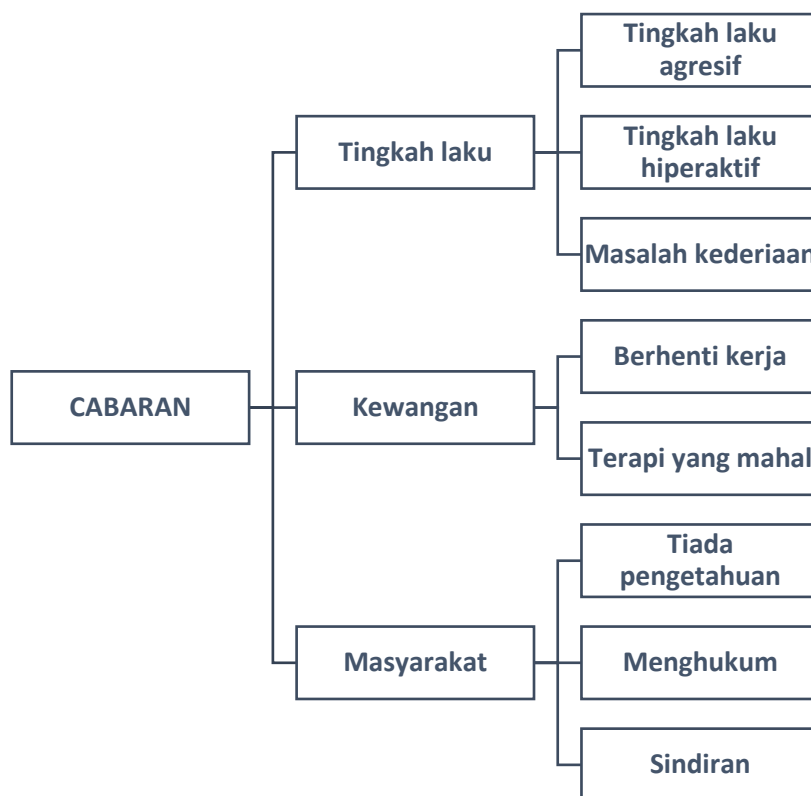 CABARAN
Tingkah laku
Tingkah laku
agresif
Tingkah laku
hiperaktif
Masalah kederiaan
Kewangan
Berhenti kerja
Terapi yang mahal
Masyarakat
Tiada
pengetahuan
Menghukum
Sindiran